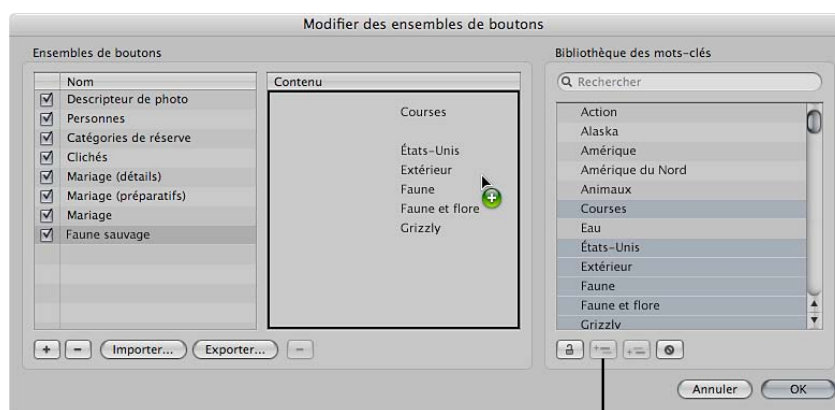 Modifier des ensembles de boutons
Ensembles de boutons
Nom
Descripteur de photo
Personnes
Catégories de réserve
Clichés
Mariage (détails)
Mariage (préparatifs)
Mariage
Faune sauvage
+
-
Importer...
Exporter...
Contenu
Courses
États-Unis
Extérieur
Faune
Faune et flore
Grizzly
-
Bibliothèque des mots-clés
Rechercher
Action
Alaska
Amérique
Amérique du Nord
Animaux
Courses
Eau
États-Unis
Extérieur
Faune
Faune et flore
Grizzly
Annuler
OK